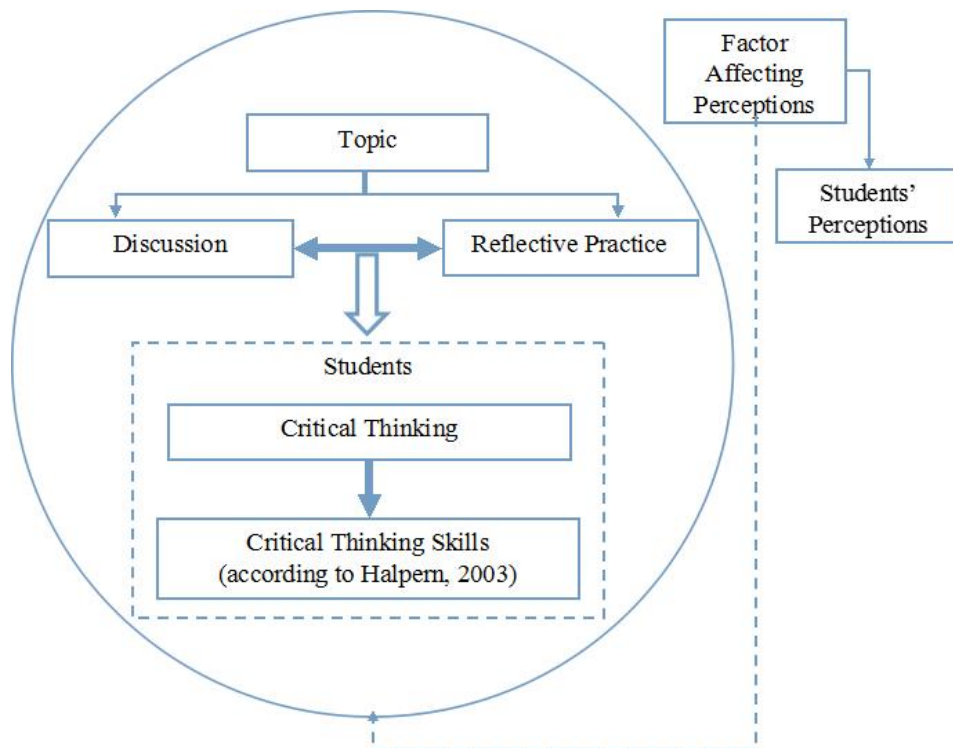 Factor
Affecting
Perceptions
Topic
Students’
Perceptions
Discussion
Reflective Practice
Students
Critical Thinking
Critical Thinking Skills
(according to Halpern, 2003)